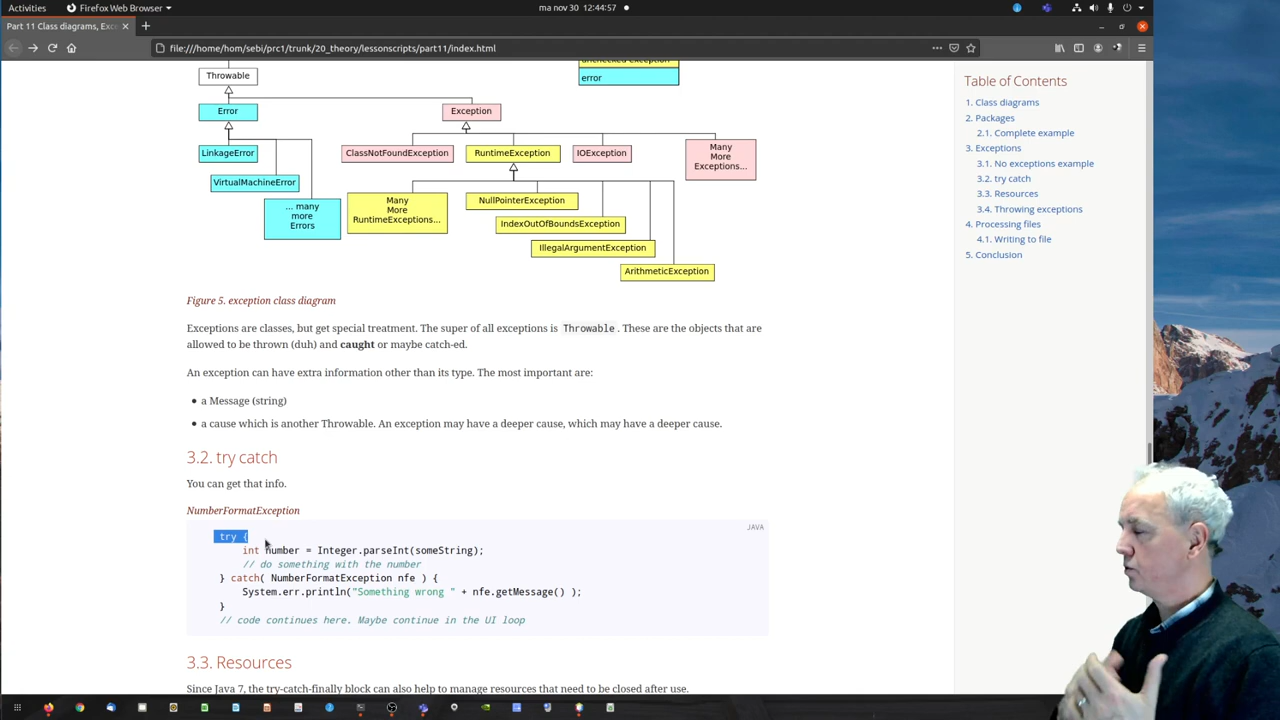 Activities
Firefox Web Browser
ma nov 30 12:44:57
Part 11 Class diagrams, Exc
file:///home/hom/sebi/prc1/trunk/20_theory/lessonscripts/part11/index.html
Throwable
unchecked exception
error
Error
Exception
LinkageError
ClassNotFoundException
RuntimeException
IOException
Many
More
Exceptions...
VirtualMachineError
... many
more
Errors
Many
More
RuntimeExceptions...
NullPointerException
IndexOutOfBoundsException
IllegalArgumentException
ArithmeticException
Figure 5. exception class diagram
Exceptions are classes, but get special treatment. The super of all exceptions is Throwable. These are the objects that are
allowed to be thrown (duh) and caught or maybe catch-ed.
An exception can have extra information other than its type. The most important are:
• a Message (string)
• a cause which is another Throwable. An exception may have a deeper cause, which may have a deeper cause.
3.2. try catch
You can get that info.
NumberFormatException
JAVA
try {
int number = Integer.parseInt(someString);
// do something with the number
} catch( NumberFormatException nfe ) {
System.err.println("Something wrong " + nfe.getMessage() );
}
// code continues here. Maybe continue in the UI loop
3.3. Resources
Since Java 7, the try-catch-finally block can also help to manage resources that need to be closed after use.
Table of Contents
1. Class diagrams
2. Packages
2.1. Complete example
3. Exceptions
3.1. No exceptions example
3.2. try catch
3.3. Resources
3.4. Throwing exceptions
4. Processing files
4.1. Writing to file
5. Conclusion